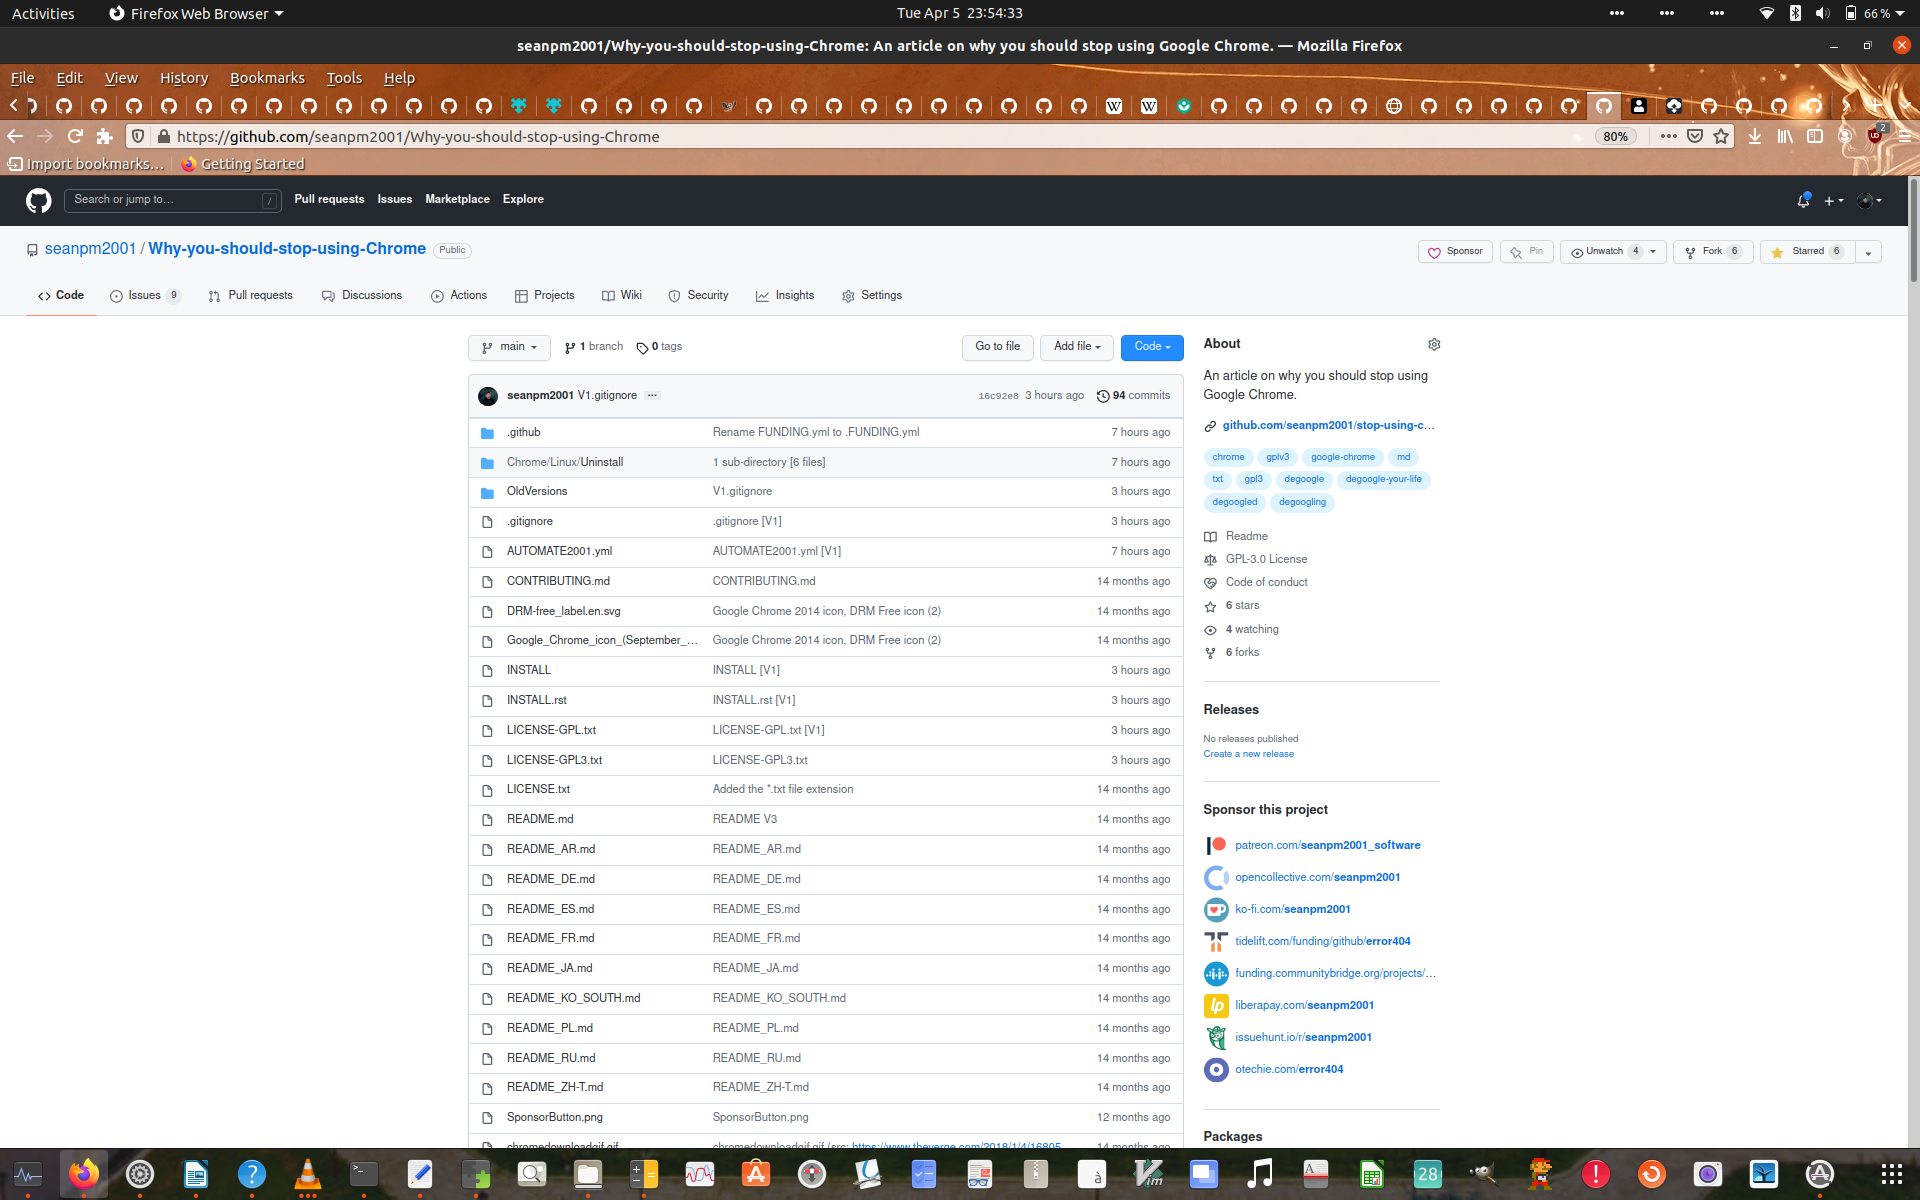 Activities
Firefox Web Browser
Tue Apr 5 23:54:33
66 %
seanpm2001/Why-you-should-stop-using-Chrome: An article on why you should stop using Google Chrome. — Mozilla Firefox
File Edit View History Bookmarks Tools Help
https://github.com/seanpm2001/Why-you-should-stop-using-Chrome
80%
2
Import bookmarks...
Getting Started
Search or jump to...
/
Pull requests Issues Marketplace Explore
seanpm2001 / Why-you-should-stop-using-Chrome
Public
Sponsor
Pin
Unwatch 4
Fork 6
Starred 6
Code
Issues 9
Pull requests
Discussions
Actions
Projects
Wiki
Security
Insights
Settings
main
1 branch
0 tags
Go to file
Add file
Code
seanpm2001 V1.gitignore ...
16c92e8 3 hours ago
94 commits
.github Rename FUNDING.yml to .FUNDING.yml 7 hours ago
Chrome/Linux/Uninstall 1 sub-directory [6 files] 7 hours ago
OldVersions V1.gitignore 3 hours ago
.gitignore .gitignore [V1] 3 hours ago
AUTOMATE2001.yml AUTOMATE2001.yml [V1] 7 hours ago
CONTRIBUTING.md CONTRIBUTING.md 14 months ago
DRM-free_label.en.svg Google Chrome 2014 icon, DRM Free icon (2) 14 months ago
Google_Chrome_icon_(September_... Google Chrome 2014 icon, DRM Free icon (2) 14 months ago
INSTALL INSTALL [V1] 3 hours ago
INSTALL.rst INSTALL.rst [V1] 3 hours ago
LICENSE-GPL.txt LICENSE-GPL.txt [V1] 3 hours ago
LICENSE-GPL3.txt LICENSE-GPL3.txt 3 hours ago
LICENSE.txt Added the *.txt file extension 14 months ago
README.md README V3 14 months ago
README_AR.md README_AR.md 14 months ago
README_DE.md README_DE.md 14 months ago
README_ES.md README_ES.md 14 months ago
README_FR.md README_FR.md 14 months ago
README_JA.md README_JA.md 14 months ago
README_KO_SOUTH.md README_KO_SOUTH.md 14 months ago
README_PL.md README_PL.md 14 months ago
README_RU.md README_RU.md 14 months ago
README_ZH-T.md README_ZH-T.md 14 months ago
SponsorButton.png SponsorButton.png 12 months ago
chromedownloadgif.gif chromedownloadgif.gif (src: https://www.theverge.com/2018/1/4/16805... 14 months ago
About
An article on why you should stop using
Google Chrome.
github.com/seanpm2001/stop-using-c...
chrome gplv3 google-chrome md
txt gpl3 degoogle degoogle-your-life
degoogled degoogling
Readme
GPL-3.0 License
Code of conduct
6 stars
4 watching
6 forks
Releases
No releases published
Create a new release
Sponsor this project
patreon.com/seanpm2001_software
opencollective.com/seanpm2001
ko-fi.com/seanpm2001
tidelift.com/funding/github/error404
funding.communitybridge.org/projects/...
lp
liberapay.com/seanpm2001
issuehunt.io/r/seanpm2001
otechie.com/error404
Packages
28